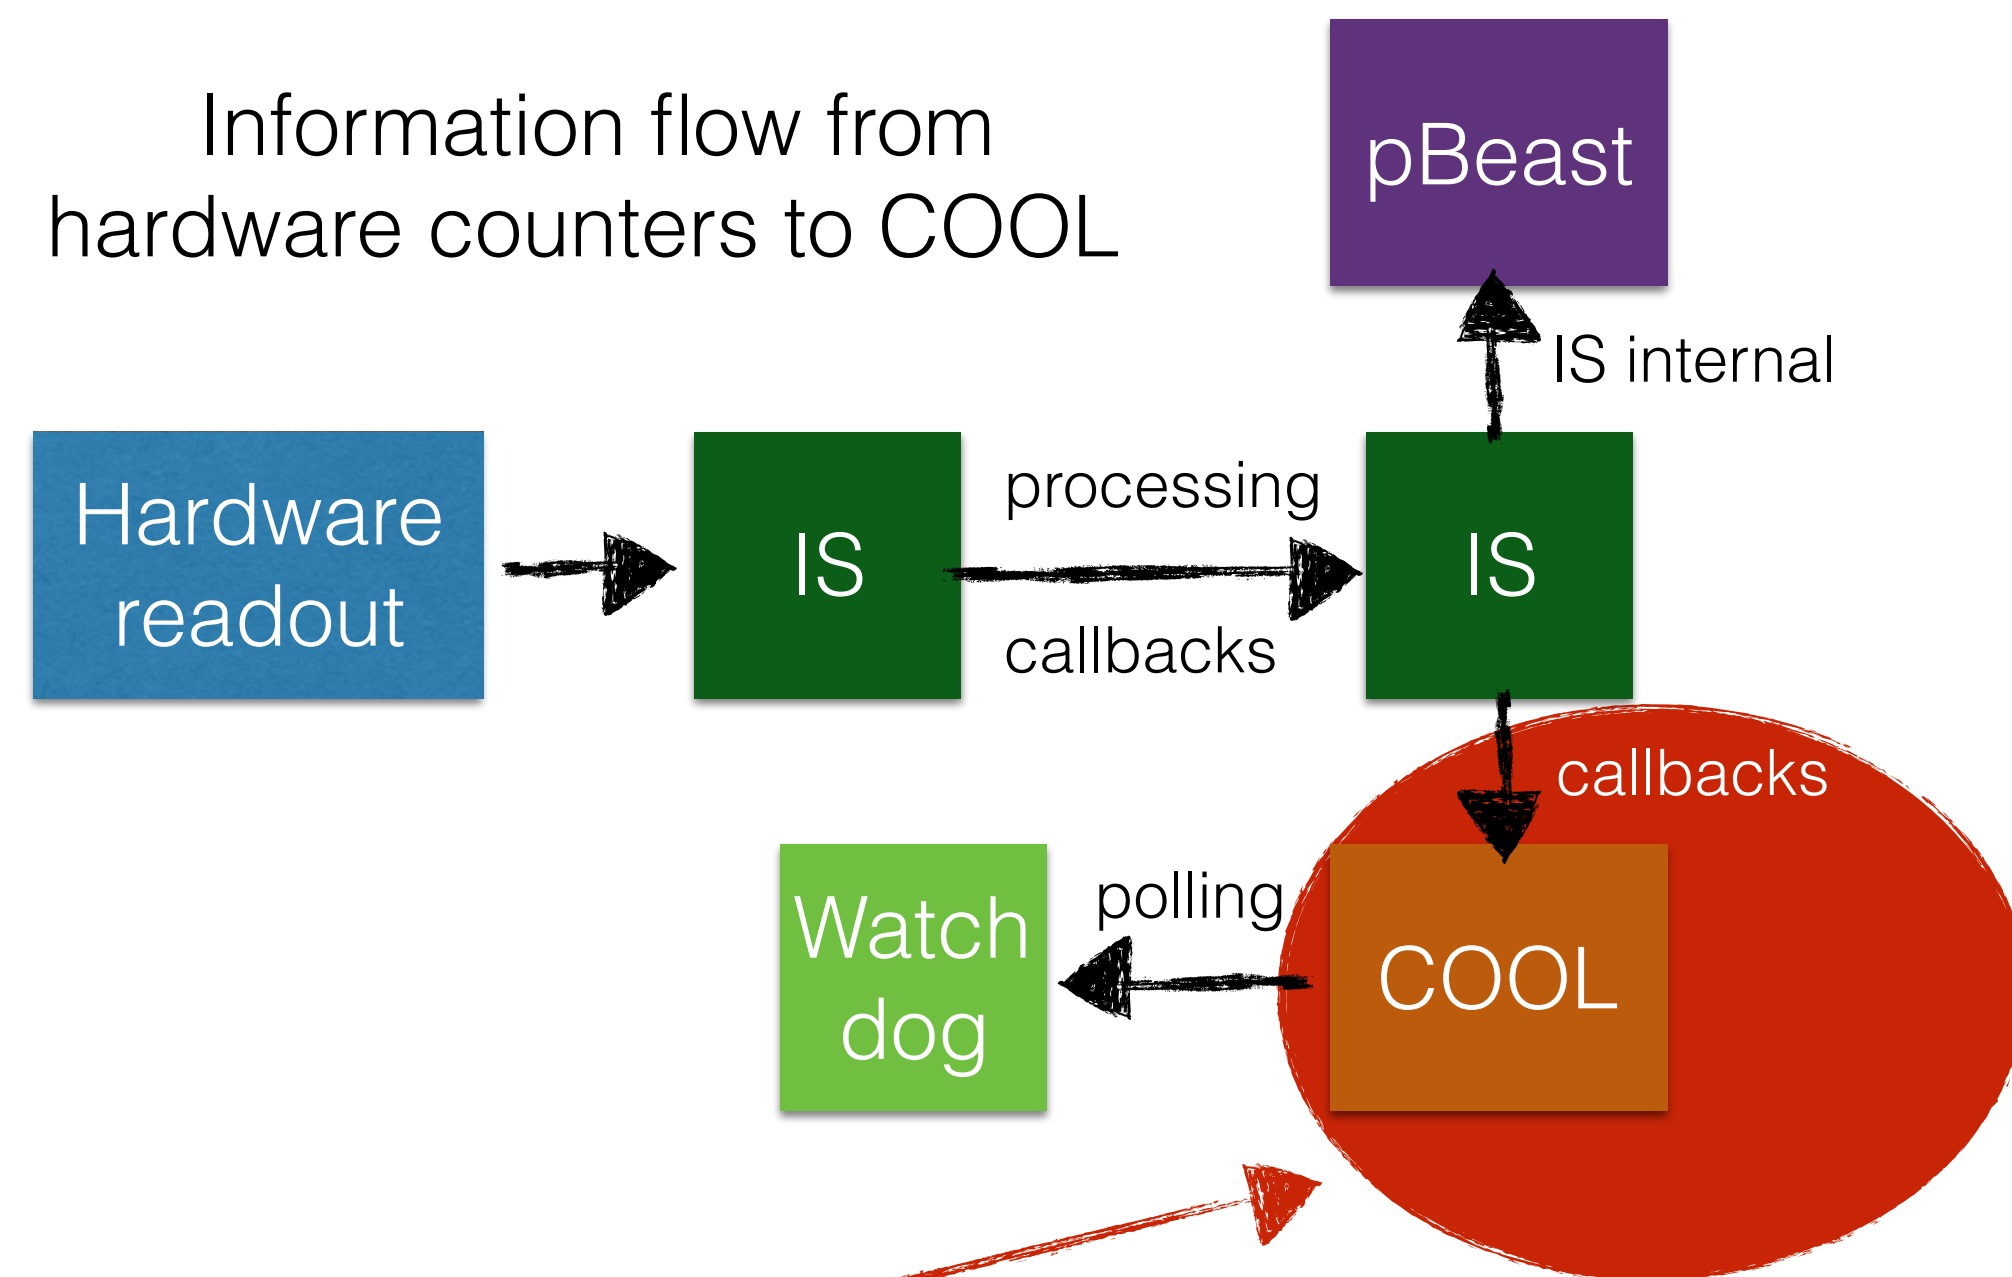 Information flow from
hardware counters to COOL
pBeast
IS internal
Hardware
readout
IS
processing
callbacks
IS
callbacks
Watch
dog
polling
COOL